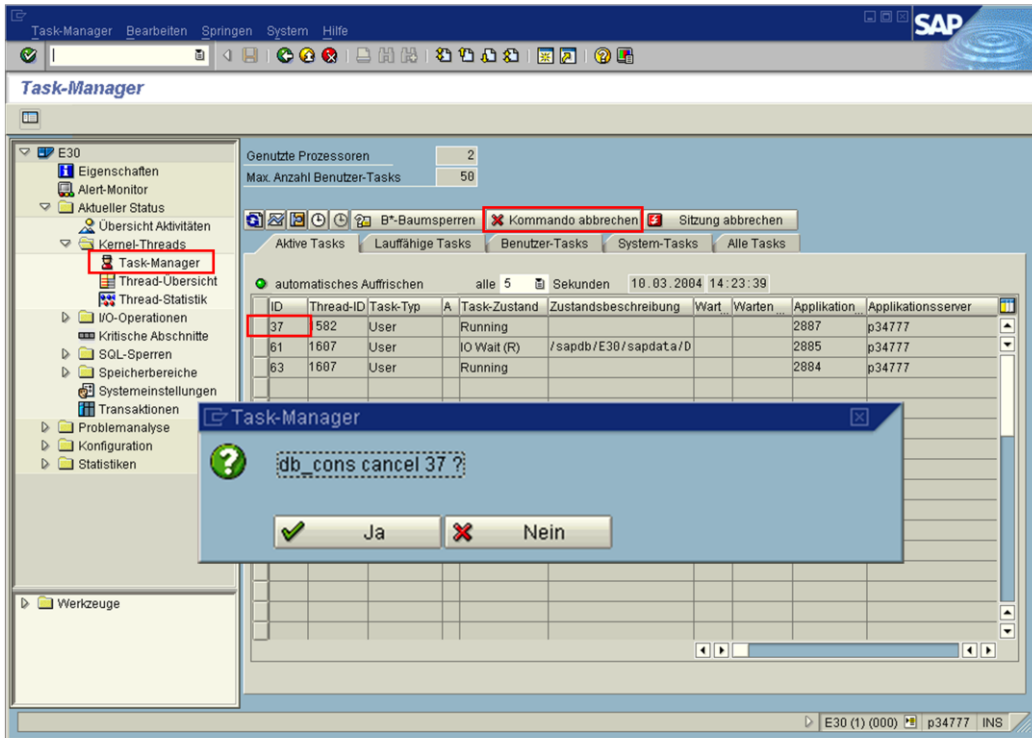 Task-Manager Bearbeiten Springen System Hilfe
SAP
Task-Manager
E30
Eigenschaften
Alert-Monitor
Aktueller Status
Übersicht Aktivitäten
Kernel-Threads
Task-Manager
Thread-Übersicht
Thread-Statistik
I/O-Operationen
Kritische Abschnitte
SQL-Sperren
Speicherbereiche
Systemeinstellungen
Transaktionen
Problemanalyse
Konfiguration
Statistiken
Werkzeuge
Genutzte Prozessoren 2
Max. Anzahl Benutzer-Tasks 50
B*-Baumsperren Kommando abbrechen Sitzung abbrechen
Aktive Tasks Lauffähige Tasks Benutzer-Tasks System-Tasks Alle Tasks
automatisches Auffrischen alle 5 Sekunden 10.03.2004 14:23:39
ID Thread-ID Task-Typ A Task-Zustand Zustandsbeschreibung Wart... Warten ... Applikation... Applikationsserver
37 1582 User Running 2887 p34777
61 1607 User IO Wait (R) /sapdb/E30/sapdata/D 2885 p34777
63 1607 User Running 2884 p34777
Task-Manager
db_cons cancel 37 ?
Ja Nein
E30 (1) (000) p34777 INS